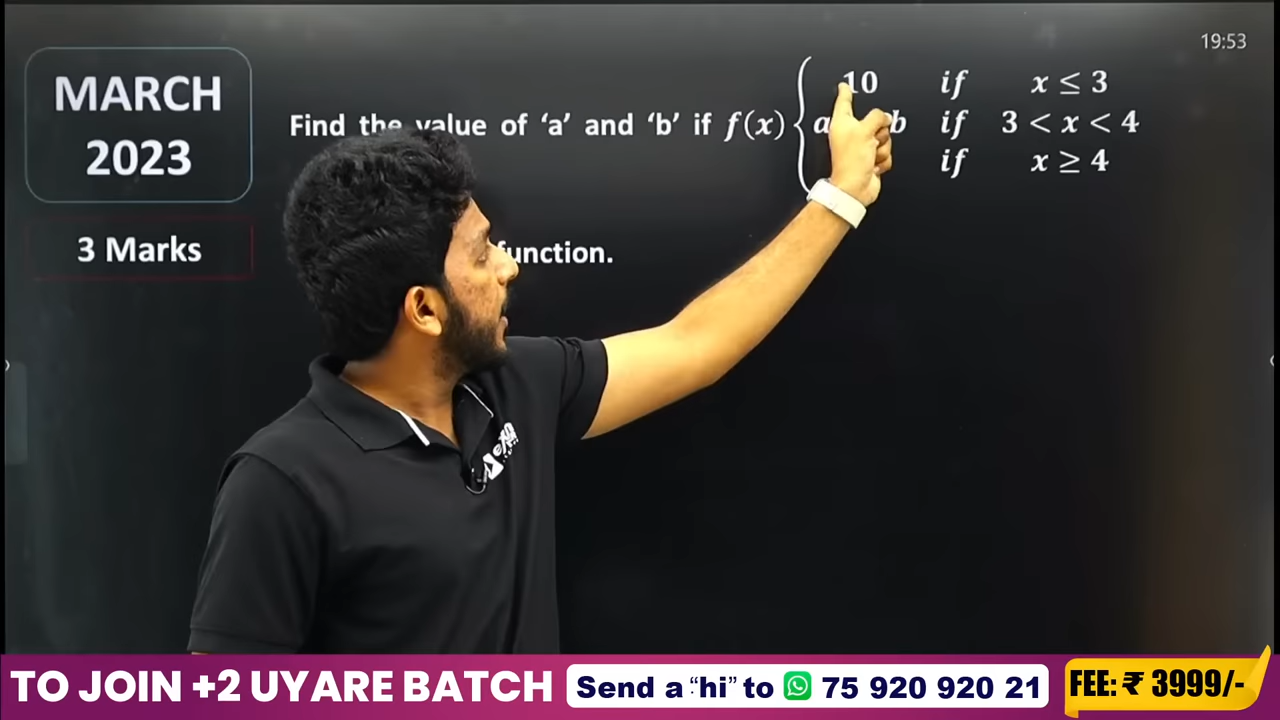 19:53
MARCH
2023
3 Marks
10 if x ≤ 3
Find the value of ‘a’ and ‘b’ if f(x) { a b if 3 < x < 4
if x ≥ 4
function.
TO JOIN +2 UYARE BATCH
Send a “hi” to 75 920 920 21
FEE: ₹ 3999/-